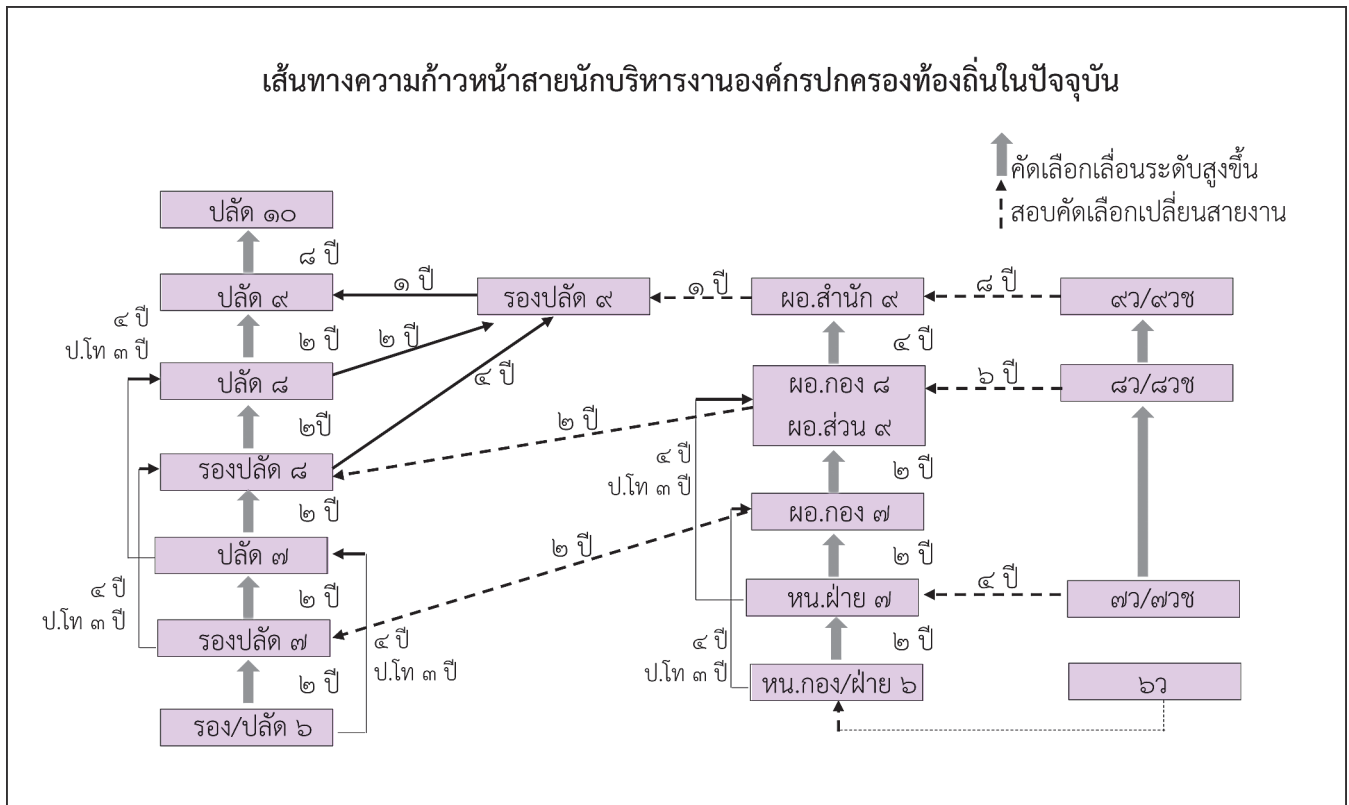 เส้นทางความก้าวหน้าสายนักบริหารงานองค์กรปกครองท้องถิ่นในปัจจุบัน
คัดเลือกเลื่อนระดับสูงขึ้น
สอบคัดเลือกเปลี่ยนสายงาน
ปลัด ๑๐
๘ ปี
ปลัด ๙
๑ ปี
รองปลัด ๙
๑ ปี
ผอ.สำนัก ๙
๘ ปี
๙ว/๙วช
๔ ปี
ป.โท ๓ ปี
๒ ปี
๒ ปี
๔ ปี
๔ ปี
ปลัด ๘
ผอ.กอง ๘
ผอ.ส่วน ๙
๖ ปี
๘ว/๘วช
๒ปี
๒ ปี
รองปลัด ๘
๔ ปี
ป.โท ๓ ปี
๒ ปี
๒ ปี
ผอ.กอง ๗
ปลัด ๗
๒ ปี
๒ ปี
๔ ปี
ป.โท ๓ ปี
๒ ปี
หน.ฝ่าย ๗
๔ ปี
๗ว/๗วช
รองปลัด ๗
๔ ปี
ป.โท ๓ ปี
๔ ปี
ป.โท ๓ ปี
๒ ปี
๒ ปี
หน.กอง/ฝ่าย ๖
๖ว
รอง/ปลัด ๖